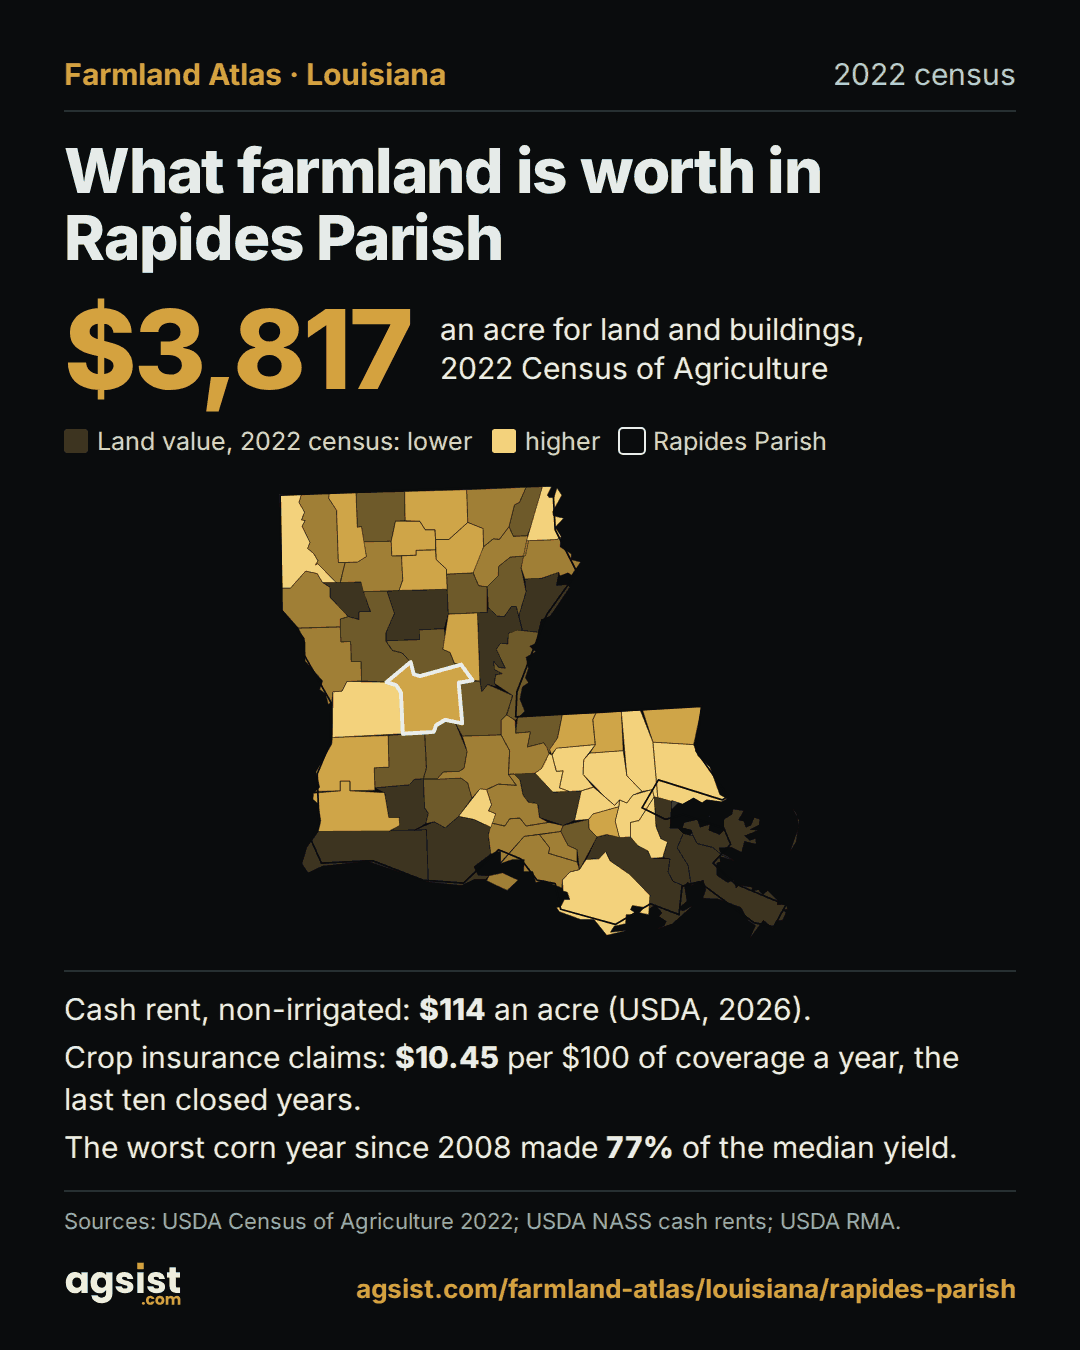 Farmland Atlas · Louisiana
2022 census
What farmland is worth in
Rapides Parish
$3,817
an acre for land and buildings,
2022 Census of Agriculture
Land value, 2022 census: lower
higher
Rapides Parish
Cash rent, non-irrigated: $114 an acre (USDA, 2026).
Crop insurance claims: $10.45 per $100 of coverage a year, the
last ten closed years.
The worst corn year since 2008 made 77% of the median yield.
Sources: USDA Census of Agriculture 2022; USDA NASS cash rents; USDA RMA.
agsist
.com
agsist.com/farmland-atlas/louisiana/rapides-parish